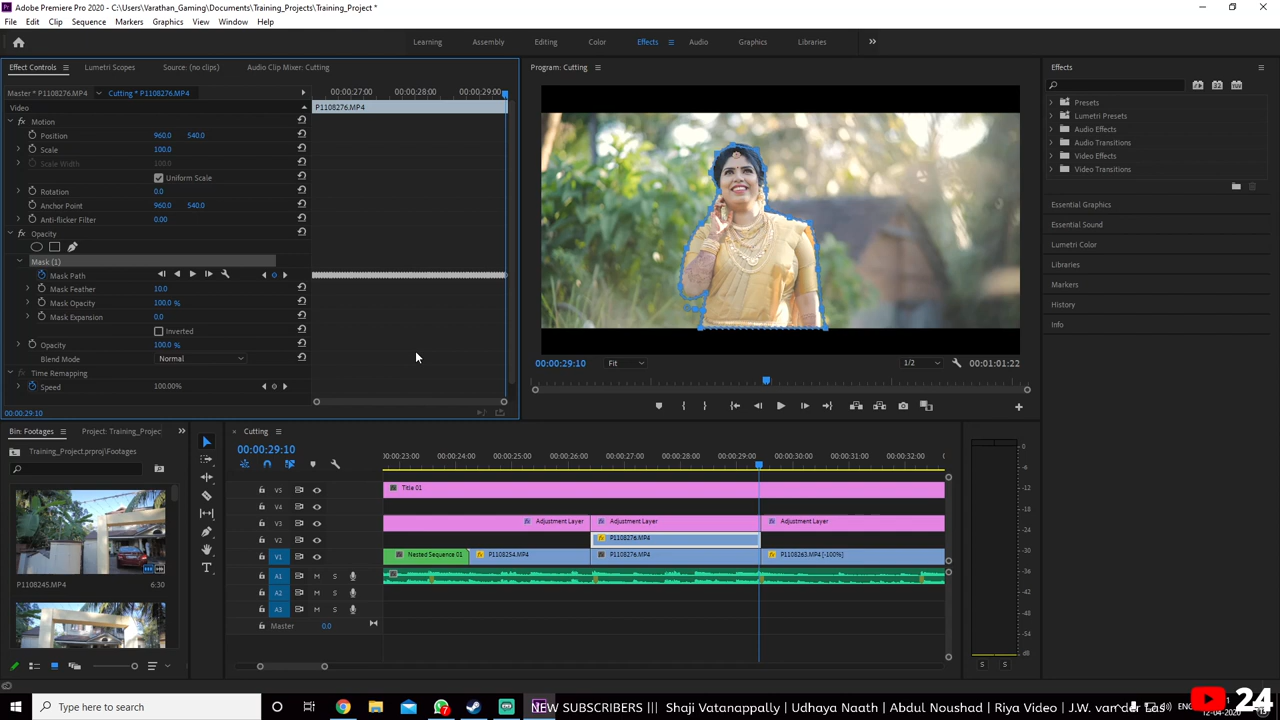 Adobe Premiere Pro 2020 - C:\Users\Varathan_Gaming\Documents\Training_Projects\Training_Project.prproj *
File Edit Clip Sequence Markers Graphics View Window Help
Learning Assembly Editing Color Effects Audio Graphics Libraries
Effect Controls Lumetri Scopes Source: (no clips) Audio Clip Mixer: Cutting
Master * P1108276.MP4 Cutting * P1108276.MP4
00:00:27:00 00:00:28:00 00:00:29:00
Video
P1108276.MP4
Motion
Position 960.0 540.0
Scale 100.0
Scale Width 100.0
Uniform Scale
Rotation 0.0
Anchor Point 960.0 540.0
Anti-flicker Filter 0.00
Opacity
Mask (1)
Mask Path
Mask Feather 10.0
Mask Opacity 100.0 %
Mask Expansion 0.0
Inverted
Opacity 100.0 %
Blend Mode Normal
Time Remapping
Speed 100.00%
00:00:29:10
Program: Cutting
00:00:29:10 Fit 1/2 00:01:01:22
Effects
Presets
Lumetri Presets
Audio Effects
Audio Transitions
Video Effects
Video Transitions
Essential Graphics
Essential Sound
Lumetri Color
Libraries
Markers
History
Info
Bin: Footages Project: Training_Projec
Training_Project.prproj\Footages
P1108245.MP4 6:30
Cutting
00:00:29:10
:00:23:00 00:00:24:00 00:00:25:00 00:00:26:00 00:00:27:00 00:00:28:00 00:00:29:00 00:00:30:00 00:00:31:00 00:00:32:00
V5 Title 01
V4
V3 Adjustment Layer Adjustment Layer Adjustment Layer
V2 P1108276.MP4
V1 Nested Sequence 01 P1108254.MP4 P1108276.MP4 P1108263.MP4 [-100%]
A1 M S
A2 M S
A3 M S
Master 0.0
0
-6
-12
-18
-24
-30
-36
-42
-48
-54
dB
S S
Type here to search
NEW SUBSCRIBERS ||| Shaji Vatanappally | Udhaya Nath | Abdul Noushad | Riya Video | J.W. van der Las
24
12-04-2020